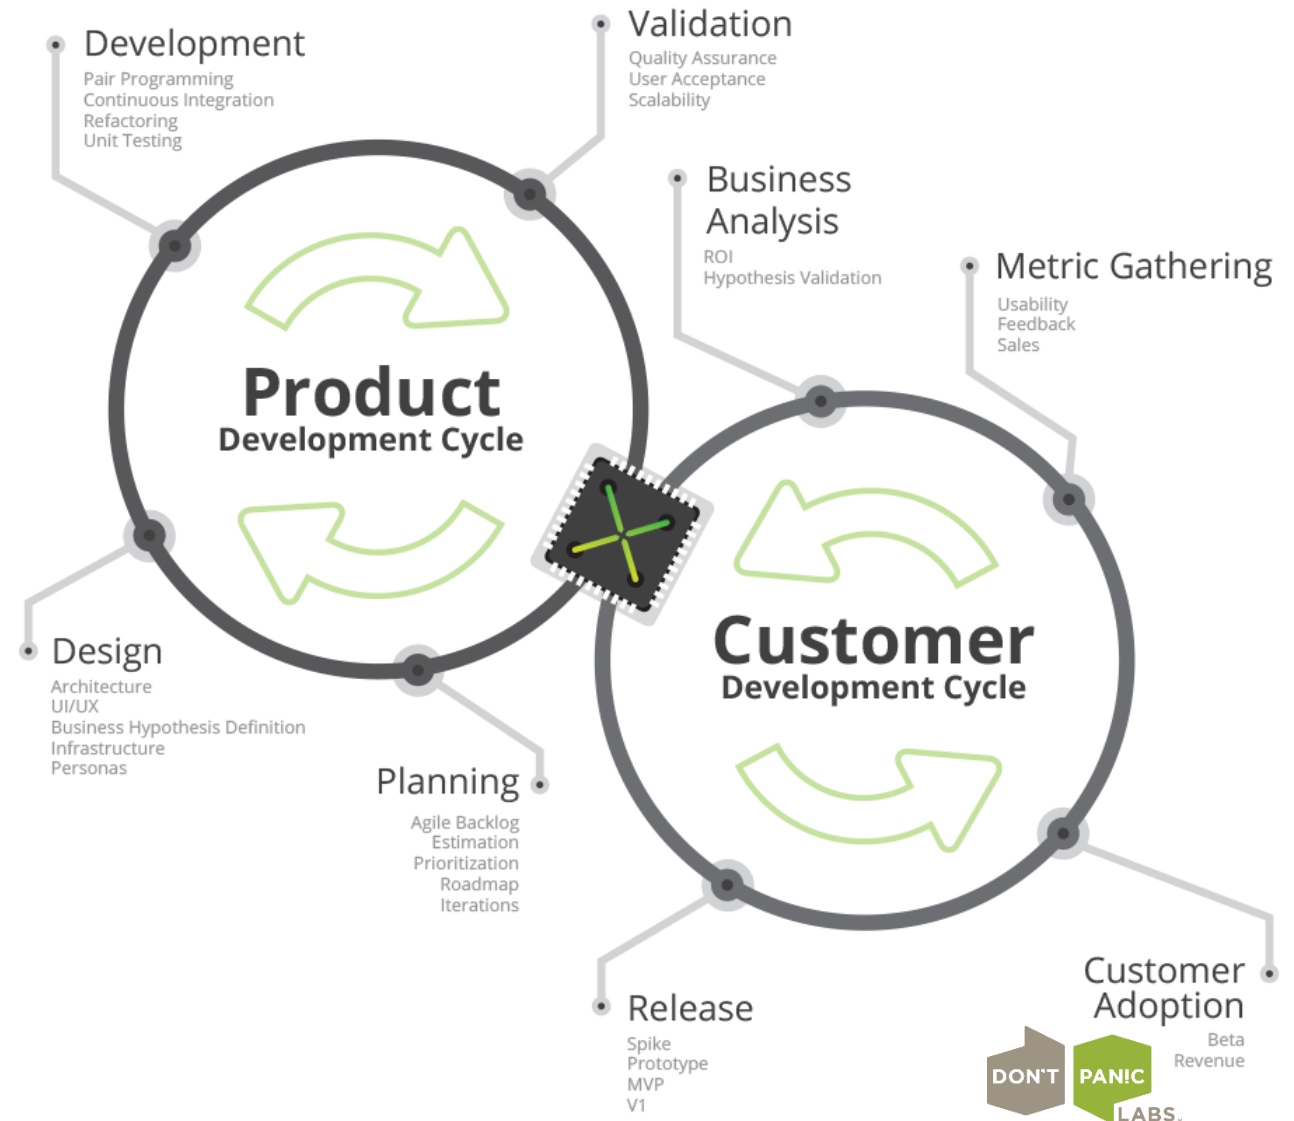 Development
Pair Programming
Continuous Integration
Refactoring
Unit Testing
Validation
Quality Assurance
User Acceptance
Scalability
Business
Analysis
ROI
Hypothesis Validation
Metric Gathering
Usability
Feedback
Sales
Product
Development Cycle
Customer
Development Cycle
Design
Architecture
UI/UX
Business Hypothesis Definition
Infrastructure
Personas
Planning
Agile Backlog
Estimation
Prioritization
Roadmap
Iterations
Release
Spike
Prototype
MVP
V1
Customer
Adoption
Beta
Revenue
DON'T PAN!C
LABS